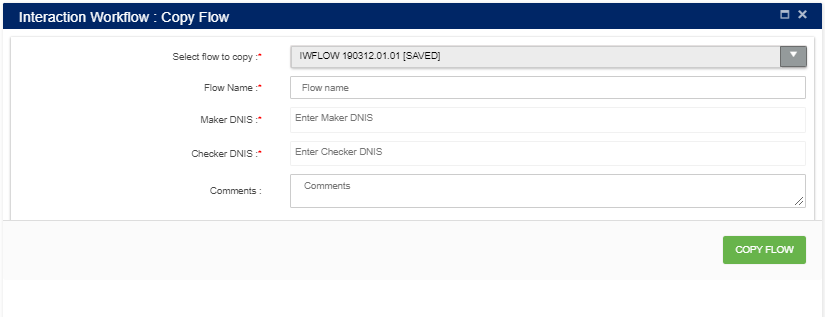 Interaction Workflow : Copy Flow
Select flow to copy :* IWFLOW 190312.01.01 [SAVED]
Flow Name :* Flow name
Maker DNIS :* Enter Maker DNIS
Checker DNIS :* Enter Checker DNIS
Comments : Comments
COPY FLOW